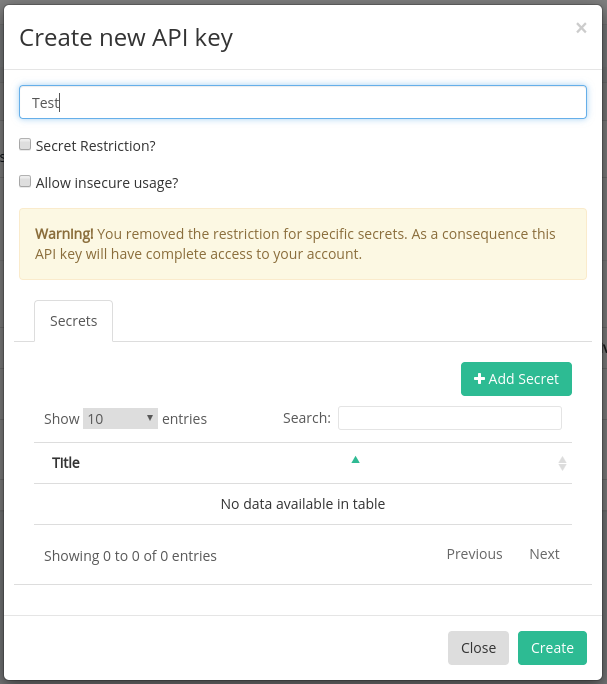 Create new API key
×
Test
Secret Restriction?
Allow insecure usage?
Warning! You removed the restriction for specific secrets. As a consequence this
API key will have complete access to your account.
Secrets
+ Add Secret
Show 10 entries
Search:
Title
No data available in table
Showing 0 to 0 of 0 entries
Previous Next
Close Create